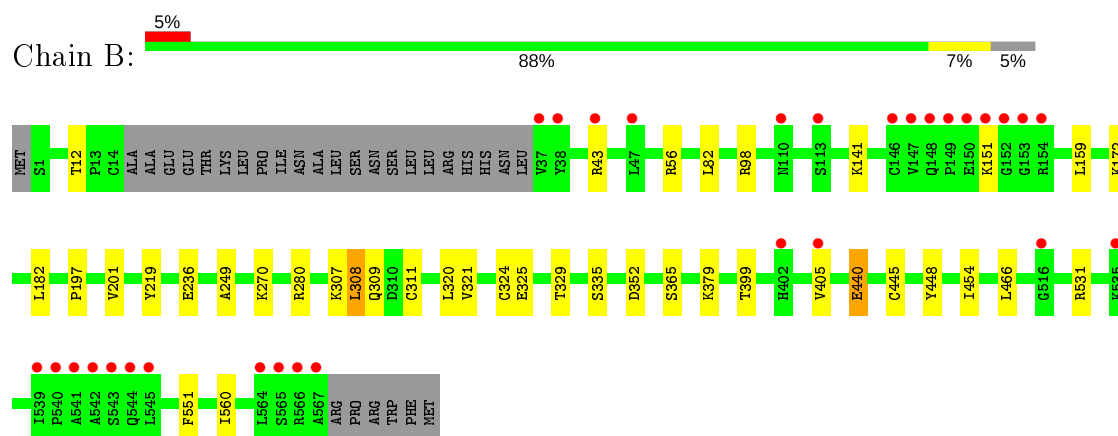 5%
Chain B:
88% 7% 5%
MET S1 T12 P13 C14 ALA ALA GLU GLU THR LYS LEU PRO ILE ASN ALA LEU SER ASN SER LEU LEU ARG HIS HIS ASN LEU V37 Y38 R43 L47 R56 L82 R98 N110 S113 K141 C146 V147 Q148 P149 E150 K151 G152 G153 R154 L159 K172
L182 P197 V201 Y219 E236 A249 K270 R280 K307 L308 Q309 D310 C311 L320 V321 C324 E325 T329 S335 D352 S365 K379 T399 H402 V405 E440 C445 Y448 I454 L466 G516 R531 K535
I539 P540 A541 A542 S543 Q544 L545 F551 I560 L564 S565 R566 A567 ARG PRO ARG TRP PHE MET